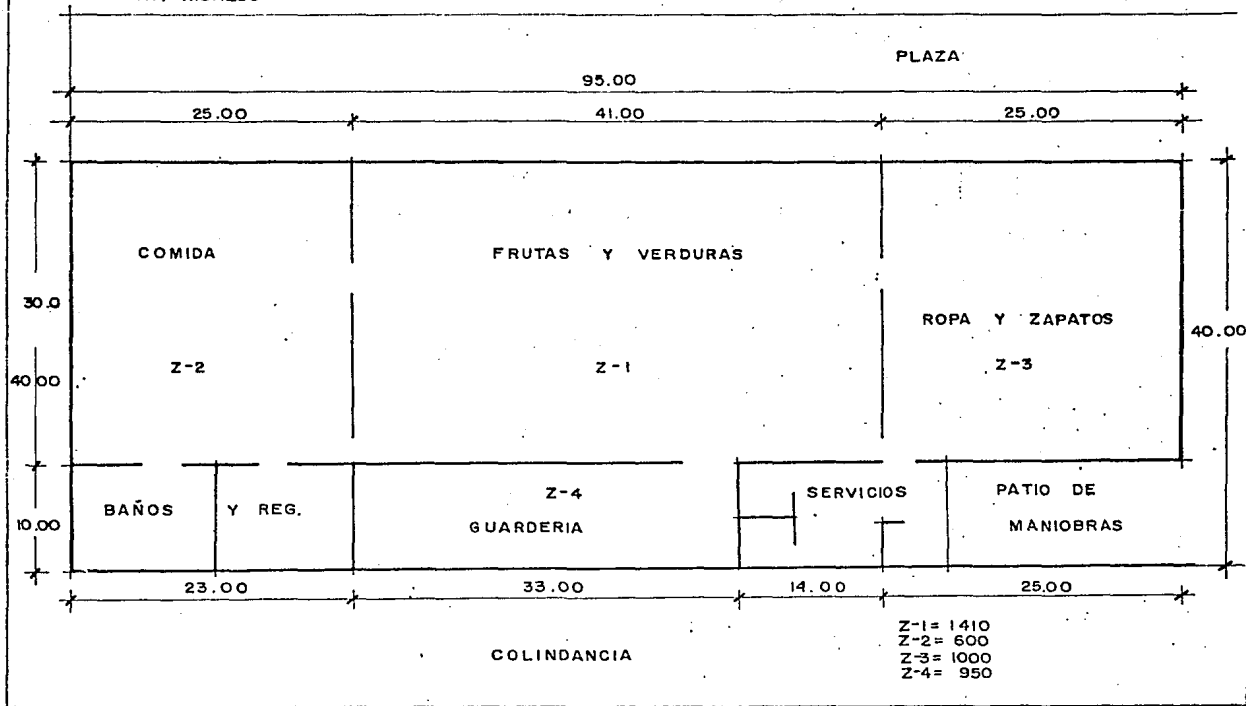 PLAZA
95.00
25.00 41.00 25.00
COMIDA
FRUTAS Y VERDURAS
30.0
ROPA Y ZAPATOS
40.00
Z-2
Z-1
Z-3
40.00
BAÑOS Y REG.
Z-4
GUARDERIA
SERVICIOS
PATIO DE
MANIOBRAS
10.00
23.00 33.00 14.00 25.00
COLINDANCIA
Z-1= 1410
Z-2= 600
Z-3= 1000
Z-4= 950